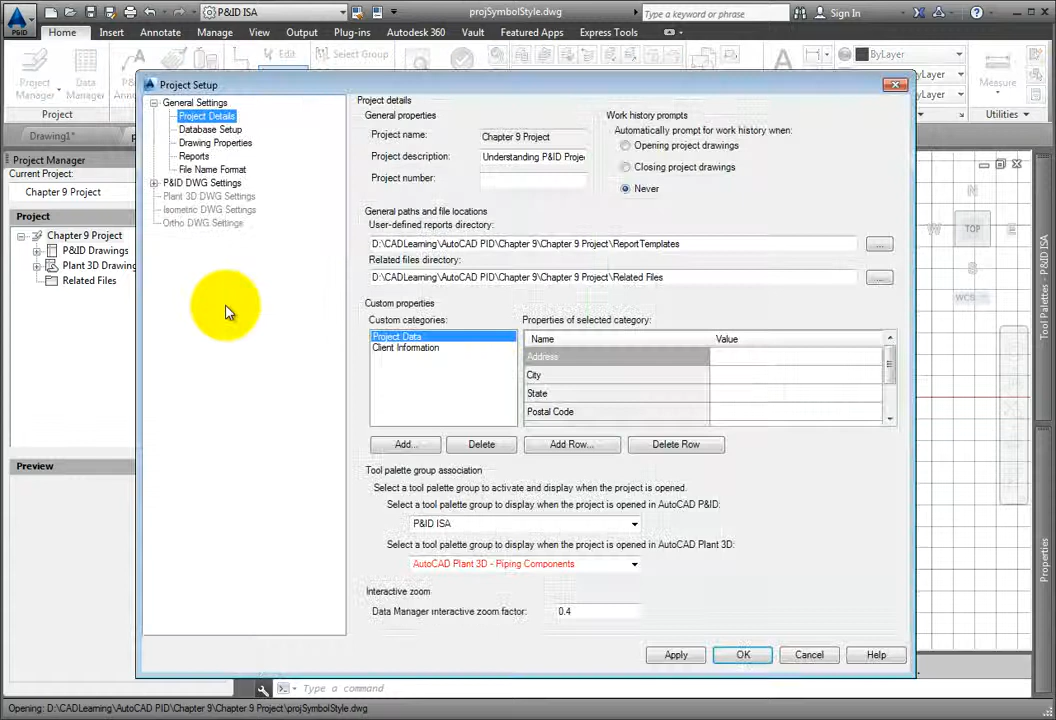 P&ID ISA
projSymbolStyle.dwg
Type a keyword or phrase
Sign In
P&ID
Home
Insert
Annotate
Manage
View
Output
Plug-ins
Autodesk 360
Vault
Featured Apps
Express Tools
Edit
Select Group
ByLayer
Project Manager
Data Manager
Measure
Project
Utilities
Project Setup
Drawing1*
Project Manager
Current Project:
Chapter 9 Project
Project
Chapter 9 Project
P&ID Drawings
Plant 3D Drawing
Related Files
Preview
General Settings
Project Details
Database Setup
Drawing Properties
Reports
File Name Format
P&ID DWG Settings
Plant 3D DWG Settings
Isometric DWG Settings
Ortho DWG Settings
Project details
General properties
Project name:
Chapter 9 Project
Project description:
Understanding P&ID Proje
Project number:
Work history prompts
Automatically prompt for work history when:
Opening project drawings
Closing project drawings
Never
General paths and file locations
User-defined reports directory:
D:\CADLearning\AutoCAD PID\Chapter 9\Chapter 9 Project\ReportTemplates
...
Related files directory:
D:\CADLearning\AutoCAD PID\Chapter 9\Chapter 9 Project\Related Files
...
Custom properties
Custom categories:
Project Data
Client Information
Properties of selected category:
Name Value
Address
City
State
Postal Code
Add... Delete Add Row... Delete Row
Tool palette group association
Select a tool palette group to activate and display when the project is opened.
Select a tool palette group to display when the project is opened in AutoCAD P&ID:
P&ID ISA
Select a tool palette group to display when the project is opened in AutoCAD Plant 3D:
AutoCAD Plant 3D - Piping Components
Interactive zoom
Data Manager interactive zoom factor:
0.4
Apply OK Cancel Help
N
W
TOP
E
S
WCS
Tool Palettes - P&ID ISA
Properties
Type a command
Opening: D:\CADLearning\AutoCAD PID\Chapter 9\Chapter 9 Project\projSymbolStyle.dwg